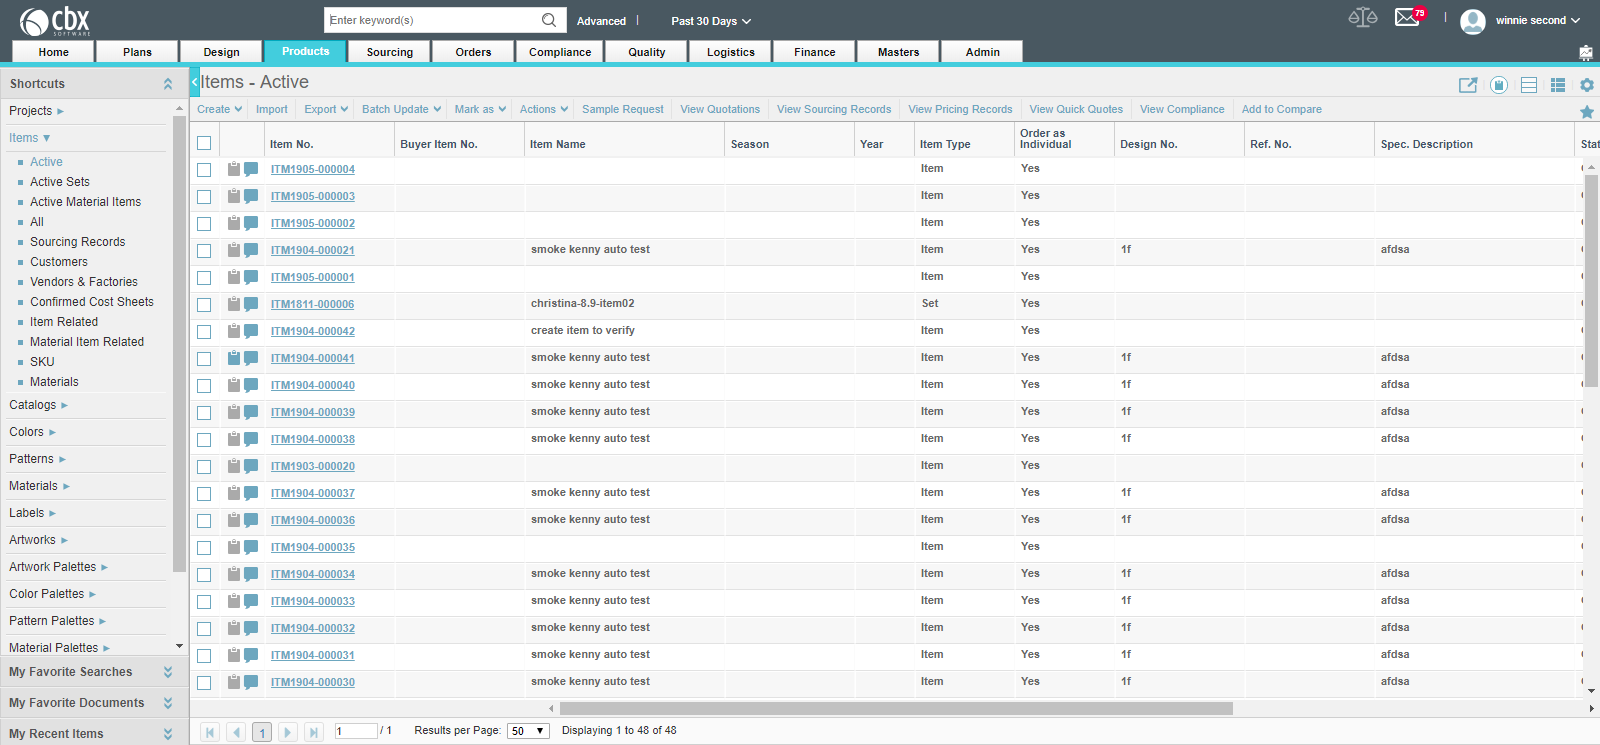 cbx
SOFTWARE
Enter keyword(s)
Advanced
Past 30 Days
79
winnie second
Home
Plans
Design
Products
Sourcing
Orders
Compliance
Quality
Logistics
Finance
Masters
Admin
Shortcuts
Projects
Items
Active
Active Sets
Active Material Items
All
Sourcing Records
Customers
Vendors & Factories
Confirmed Cost Sheets
Item Related
Material Item Related
SKU
Materials
Catalogs
Colors
Patterns
Materials
Labels
Artworks
Artwork Palettes
Color Palettes
Pattern Palettes
Material Palettes
My Favorite Searches
My Favorite Documents
My Recent Items
Items - Active
Create Import Export Batch Update Mark as Actions Sample Request View Quotations View Sourcing Records View Pricing Records View Quick Quotes View Compliance Add to Compare
Item No. Buyer Item No. Item Name Season Year Item Type Order as Individual Design No. Ref. No. Spec. Description Stat
ITM1905-000004 Item Yes
ITM1905-000003 Item Yes
ITM1905-000002 Item Yes
ITM1904-000021 smoke kenny auto test Item Yes 1f afdsa
ITM1905-000001 Item Yes
ITM1811-000006 christina-8.9-item02 Set Yes
ITM1904-000042 create item to verify Item Yes
ITM1904-000041 smoke kenny auto test Item Yes 1f afdsa
ITM1904-000040 smoke kenny auto test Item Yes 1f afdsa
ITM1904-000039 smoke kenny auto test Item Yes 1f afdsa
ITM1904-000038 smoke kenny auto test Item Yes 1f afdsa
ITM1903-000020 Item Yes
ITM1904-000037 smoke kenny auto test Item Yes 1f afdsa
ITM1904-000036 smoke kenny auto test Item Yes 1f afdsa
ITM1904-000035 Item Yes
ITM1904-000034 smoke kenny auto test Item Yes 1f afdsa
ITM1904-000033 smoke kenny auto test Item Yes 1f afdsa
ITM1904-000032 smoke kenny auto test Item Yes 1f afdsa
ITM1904-000031 smoke kenny auto test Item Yes 1f afdsa
ITM1904-000030 smoke kenny auto test Item Yes 1f afdsa
1 1 / 1 Results per Page: 50 Displaying 1 to 48 of 48